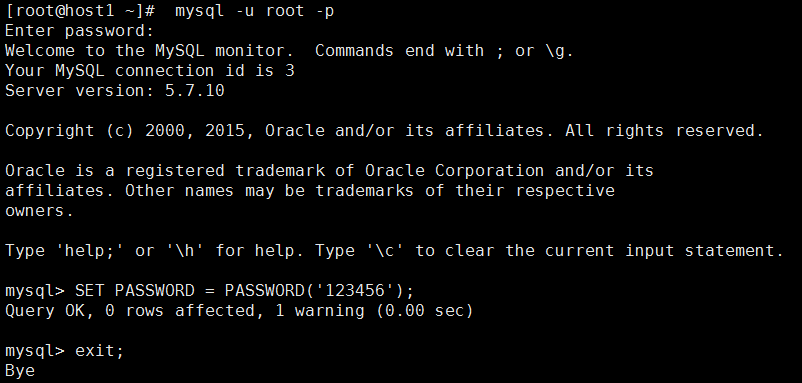 [root@host1 ~]#  mysql -u root -p
Enter password:
Welcome to the MySQL monitor.  Commands end with ; or \g.
Your MySQL connection id is 3
Server version: 5.7.10
Copyright (c) 2000, 2015, Oracle and/or its affiliates. All rights reserved.
Oracle is a registered trademark of Oracle Corporation and/or its
affiliates. Other names may be trademarks of their respective
owners.
Type 'help;' or '\h' for help. Type '\c' to clear the current input statement.
mysql> SET PASSWORD = PASSWORD('123456');
Query OK, 0 rows affected, 1 warning (0.00 sec)
mysql> exit;
Bye